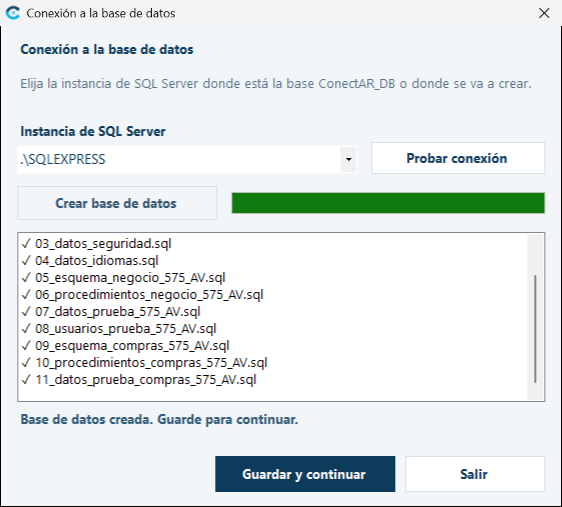 Conexión a la base de datos
Conexión a la base de datos
Elija la instancia de SQL Server donde está la base ConectAR_DB o donde se va a crear.
Instancia de SQL Server
.\SQLEXPRESS
Probar conexión
Crear base de datos
✓ 03_datos_seguridad.sql
✓ 04_datos_idiomas.sql
✓ 05_esquema_negocio_575_AV.sql
✓ 06_procedimientos_negocio_575_AV.sql
✓ 07_datos_prueba_575_AV.sql
✓ 08_usuarios_prueba_575_AV.sql
✓ 09_esquema_compras_575_AV.sql
✓ 10_procedimientos_compras_575_AV.sql
✓ 11_datos_prueba_compras_575_AV.sql
Base de datos creada. Guarde para continuar.
Guardar y continuar
Salir